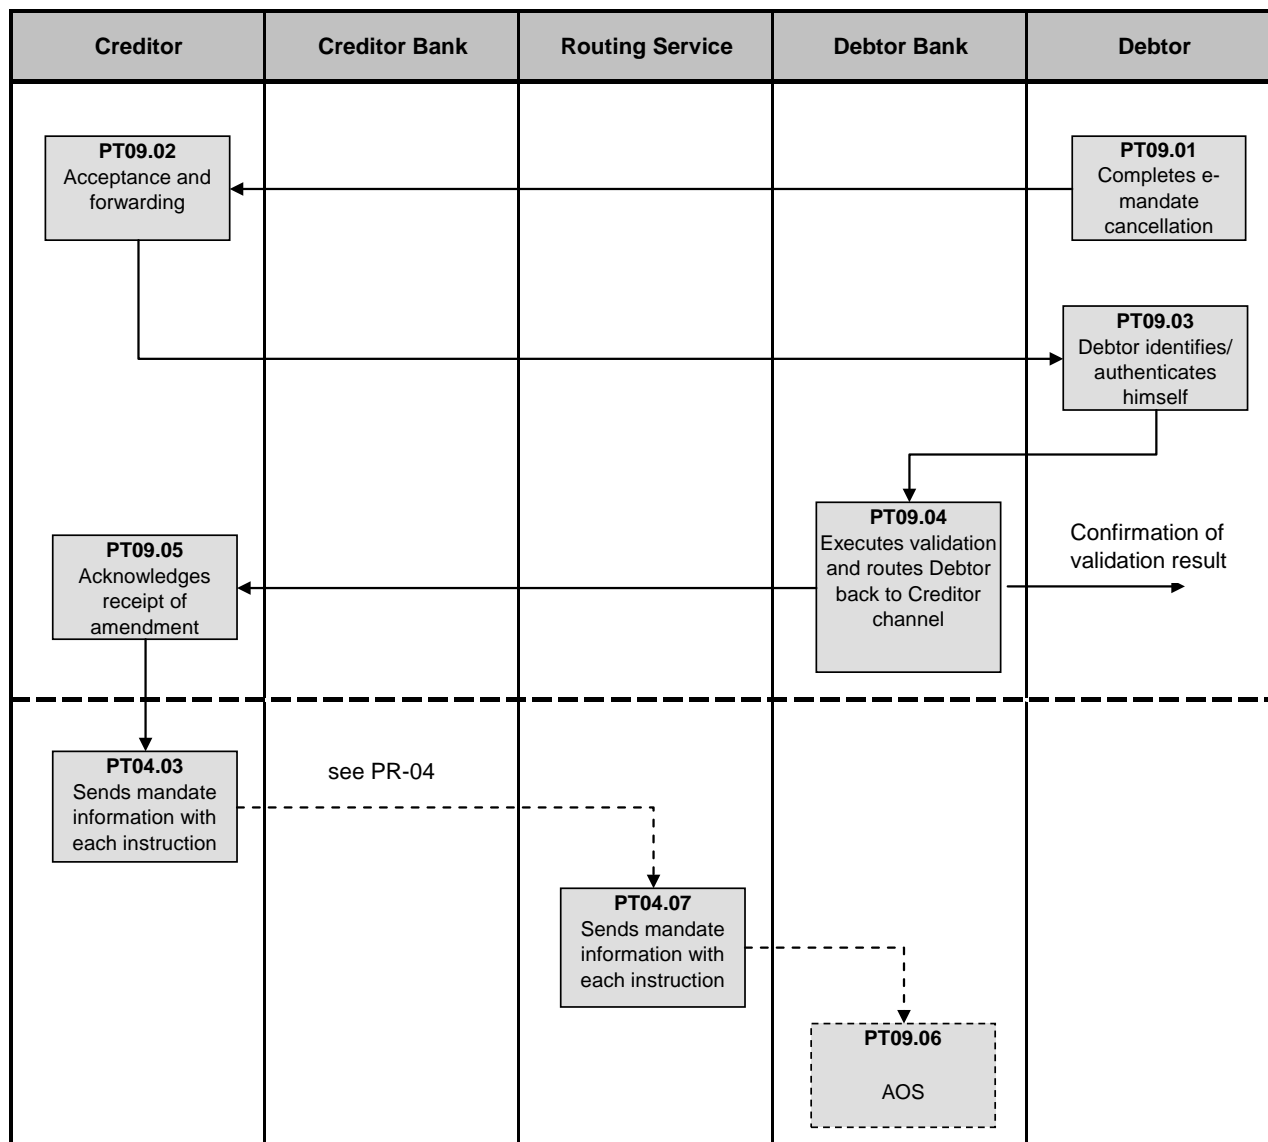 Creditor
Creditor Bank
Routing Service
Debtor Bank
Debtor
PT09.02
Acceptance and
forwarding
PT09.01
Completes e-
mandate
cancellation
PT09.03
Debtor identifies/
authenticates
himself
PT09.04
Executes validation
and routes Debtor
back to Creditor
channel
Confirmation of
validation result
PT09.05
Acknowledges
receipt of
amendment
PT04.03
Sends mandate
information with
each instruction
see PR-04
PT04.07
Sends mandate
information with
each instruction
PT09.06
AOS